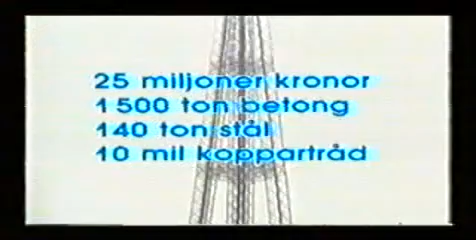 25 miljoner kronor
1 500 ton betong
140 ton stål
10 mil koppartråd